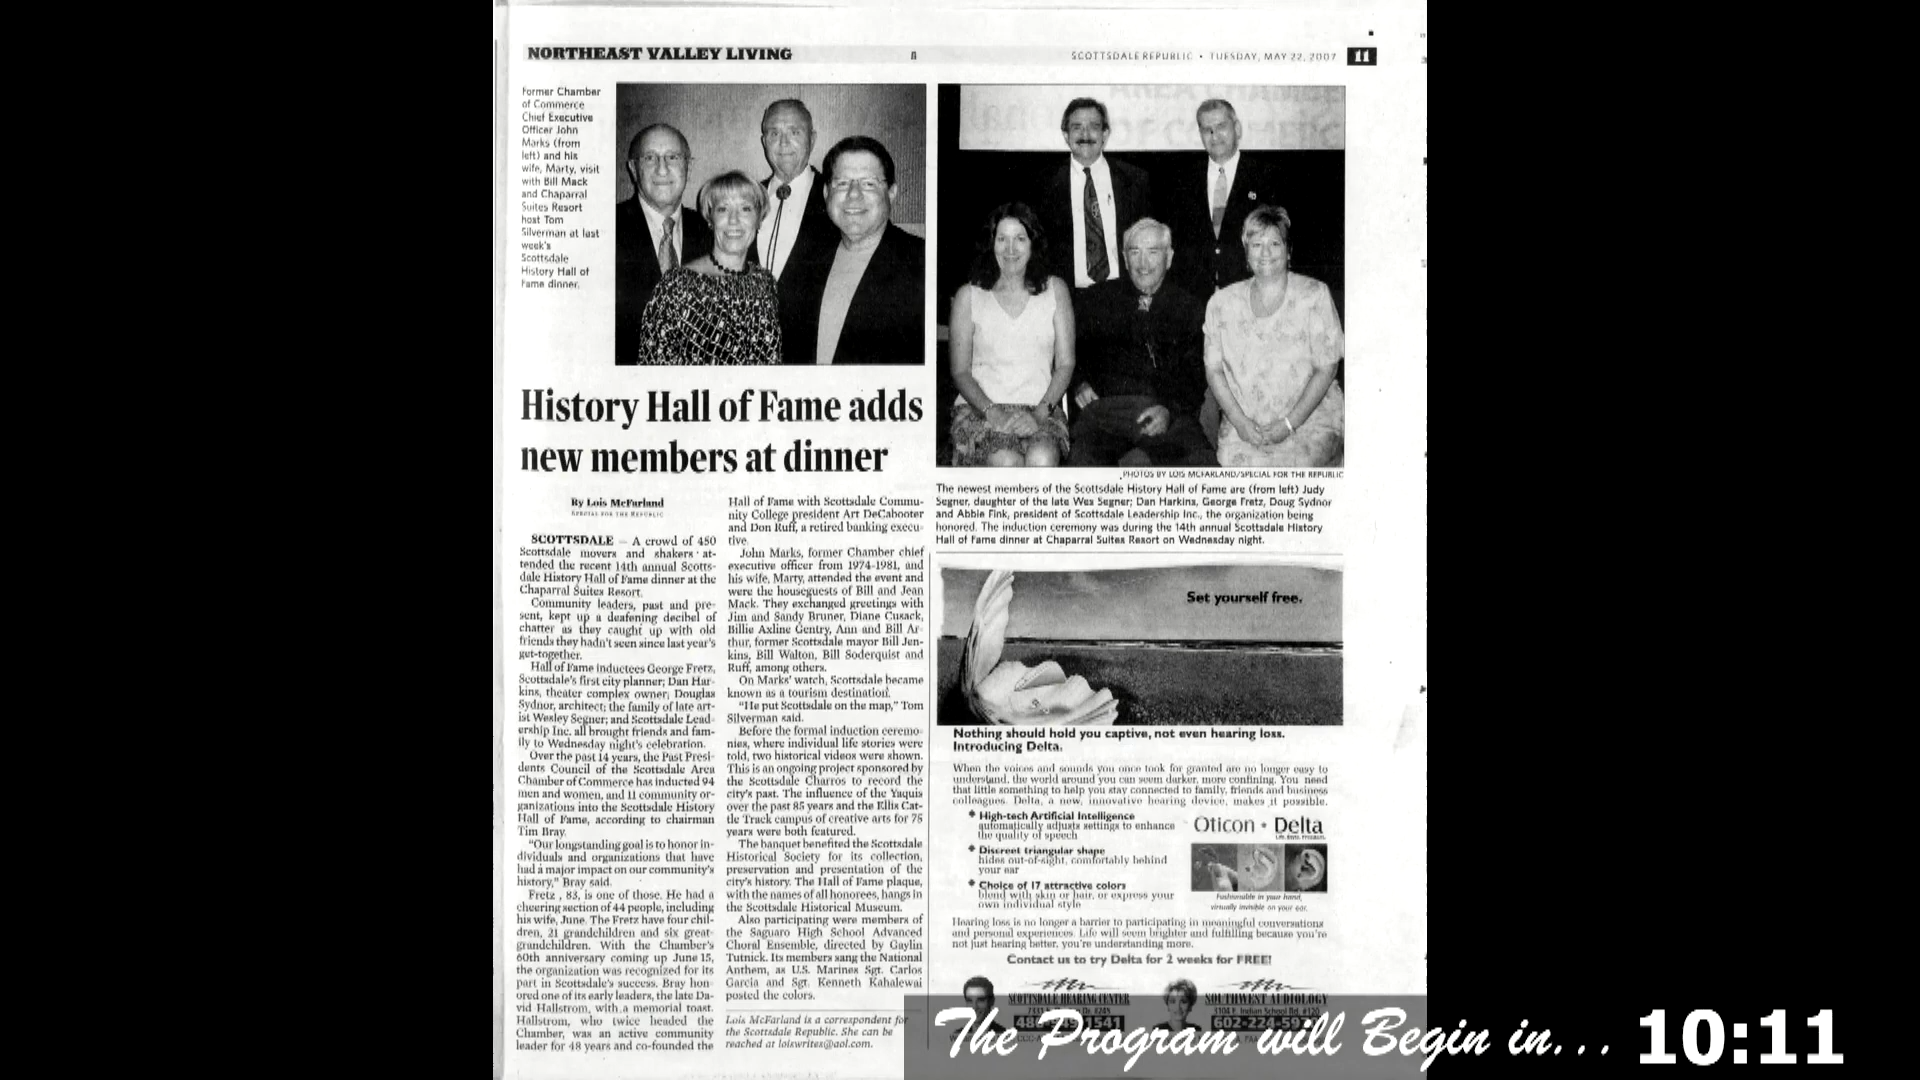 NORTHEAST VALLEY LIVING
SCOTTSDALE REPUBLIC • TUESDAY, MAY 22, 2007 11
Former Chamber
of Commerce
Chief Executive
Officer John
Marks (from
left) and his
wife, Marty, visit
with Bill Mack
and Chaparral
Suites Resort
host Tom
Silverman at last
week's
Scottsdale
History Hall of
Fame dinner.
History Hall of Fame adds
new members at dinner
By Lois McFarland
SPECIAL FOR THE REPUBLIC
SCOTTSDALE — A crowd of 450
Scottsdale movers and shakers at-
tended the recent 14th annual Scotts-
dale History Hall of Fame dinner at the
Chaparral Suites Resort.
Community leaders, past and pre-
sent, kept up a deafening decibel of
chatter as they caught up with old
friends they hadn't seen since last year's
get-together.
Hall of Fame inductees George Fretz,
Scottsdale's first city planner; Dan Har-
kins, theater complex owner; Douglas
Sydnor, architect; the family of late art-
ist Wesley Segner; and Scottsdale Lead-
ership Inc. all brought friends and fam-
ily to Wednesday night's celebration.
Over the past 14 years, the Past Presi-
dents Council of the Scottsdale Area
Chamber of Commerce has inducted 94
men and women, and 11 community or-
ganizations into the Scottsdale History
Hall of Fame, according to chairman
Tim Bray.
"Our longstanding goal is to honor in-
dividuals and organizations that have
had a major impact on our community's
history," Bray said.
Fretz , 83, is one of those. He had a
cheering section of 44 people, including
his wife, June. The Fretz have four chil-
dren, 21 grandchildren and six great-
grandchildren. With the Chamber's
60th anniversary coming up June 15,
the organization was recognized for its
part in Scottsdale's success. Bray hon-
ored one of its early leaders, the late Da-
vid Hallstrom, with a memorial toast.
Hallstrom, who twice headed the
Chamber, was an active community
leader for 48 years and co-founded the
Hall of Fame with Scottsdale Commu-
nity College president Art DeCabooter
and Don Ruff, a retired banking execu-
tive.
John Marks, former Chamber chief
executive officer from 1974-1981, and
his wife, Marty, attended the event and
were the houseguests of Bill and Jean
Mack. They exchanged greetings with
Jim and Sandy Bruner, Diane Cusack,
Billie Axline Gentry, Ann and Bill Ar-
thur, former Scottsdale mayor Bill Jen-
kins, Bill Walton, Bill Soderquist and
Ruff, among others.
On Marks' watch, Scottsdale became
known as a tourism destination.
"He put Scottsdale on the map," Tom
Silverman said.
Before the formal induction ceremo-
nies, where individual life stories were
told, two historical videos were shown.
This is an ongoing project sponsored by
the Scottsdale Charros to record the
city's past. The influence of the Yaquis
over the past 85 years and the Ellis Cat-
tle Track campus of creative arts for 75
years were both featured.
The banquet benefited the Scottsdale
Historical Society for its collection,
preservation and presentation of the
city's history. The Hall of Fame plaque,
with the names of all honorees, hangs in
the Scottsdale Historical Museum.
Also participating were members of
the Saguaro High School Advanced
Choral Ensemble, directed by Gaylin
Tutnick. Its members sang the National
Anthem, as U.S. Marines Sgt. Carlos
Garcia and Sgt. Kenneth Kahalewai
posted the colors.
Lois McFarland is a correspondent for
the Scottsdale Republic. She can be
reached at loiswrites@aol.com.
PHOTOS BY LOIS MCFARLAND/SPECIAL FOR THE REPUBLIC
The newest members of the Scottsdale History Hall of Fame are (from left) Judy
Segner, daughter of the late Wes Segner; Dan Harkins, George Fretz, Doug Sydnor
and Abbie Fink, president of Scottsdale Leadership Inc., the organization being
honored. The induction ceremony was during the 14th annual Scottsdale History
Hall of Fame dinner at Chaparral Suites Resort on Wednesday night.
Set yourself free.
Nothing should hold you captive, not even hearing loss.
Introducing Delta.
When the voices and sounds you once took for granted are no longer easy to
understand, the world around you can seem darker, more confining. You need
that little something to help you stay connected to family, friends and business
colleagues. Delta, a new, innovative hearing device, makes it possible.
High-tech Artificial Intelligence
automatically adjusts settings to enhance
the quality of speech
Discreet triangular shape
hides out-of-sight, comfortably behind
your ear
Choice of 17 attractive colors
blend with skin or hair, or express your
own individual style
Oticon • Delta
Fashionable in your hand,
virtually invisible on your ear.
Hearing loss is no longer a barrier to participating in meaningful conversations
and personal experiences. Life will seem brighter and fulfilling because you're
not just hearing better, you're understanding more.
Contact us to try Delta for 2 weeks for FREE!
SCOTTSDALE HEARING CENTER
SOUTHWEST AUDIOLOGY
3104 E. Indian School Rd. #120
The Program will Begin in... 10:11